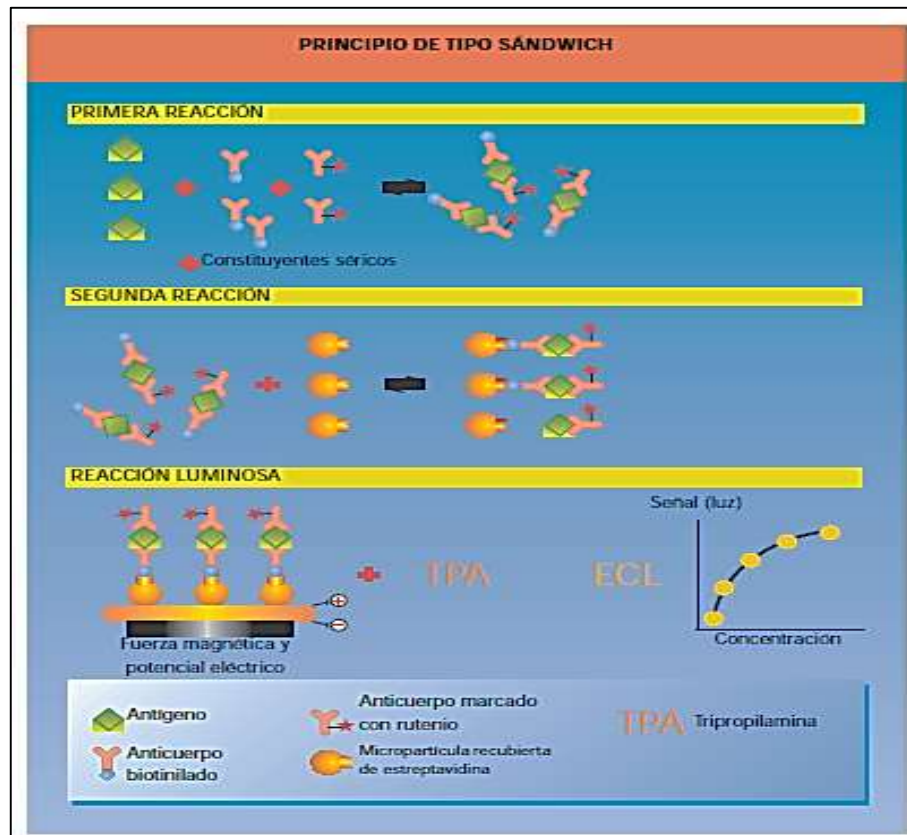 PRINCIPIO DE TIPO SÁNDWICH
PRIMERA REACCIÓN
Constituyentes séricos
SEGUNDA REACCIÓN
REACCIÓN LUMINOSA
Señal (luz)
TPA
ECL
Fuerza magnética y
potencial eléctrico
Concentración
Antígeno
Anticuerpo
biotinilado
Anticuerpo marcado
con rutenio
Micropartícula recubierta
de estreptavidina
TPA Tripropilamina